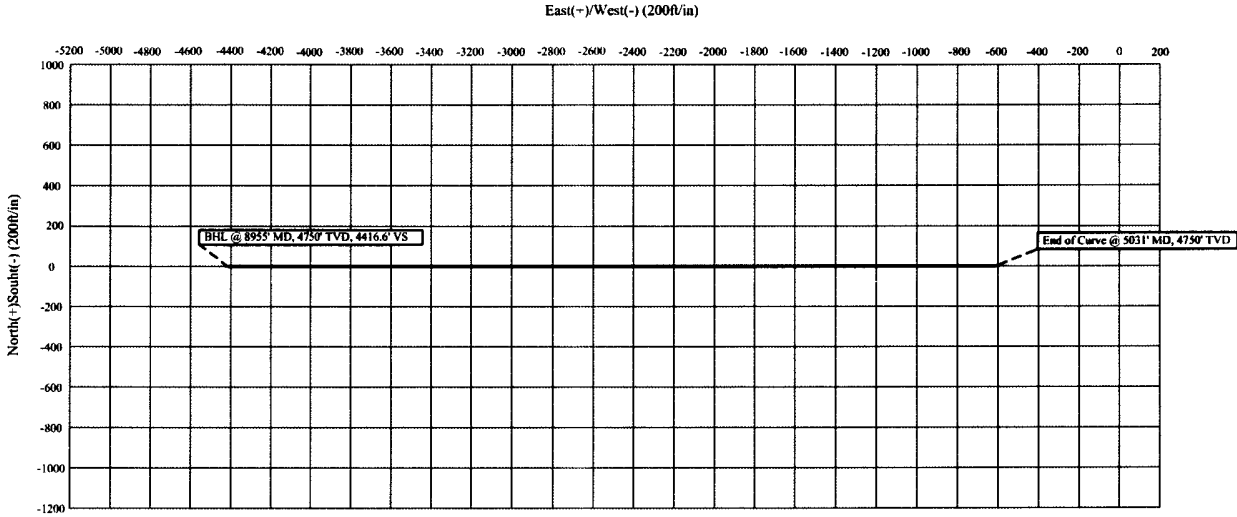 East(+)/West(-) (200ft/in)
-5200 -5000 -4800 -4600 -4400 -4200 -4000 -3800 -3600 -3400 -3200 -3000 -2800 -2600 -2400 -2200 -2000 -1800 -1600 -1400 -1200 -1000 -800 -600 -400 -200 0 200
North(+)Souht(-) (200ft/in)
1000
800
600
400
200
0
-200
-400
-600
-800
-1000
-1200
BHL @ 8955' MD, 4750' TVD, 4416.6' VS
End of Curve @ 5031' MD, 4750' TVD